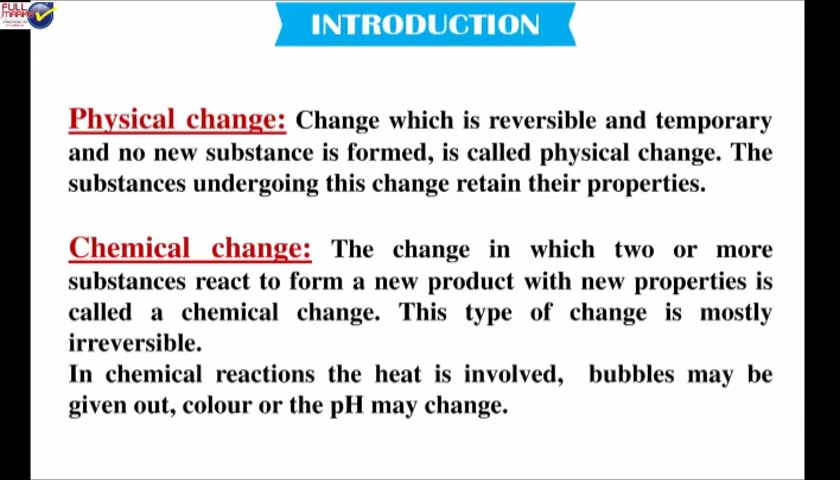 FULL
MARKS
INTRODUCTION
Physical change: Change which is reversible and temporary
and no new substance is formed, is called physical change. The
substances undergoing this change retain their properties.
Chemical change: The change in which two or more
substances react to form a new product with new properties is
called a chemical change. This type of change is mostly
irreversible.
In chemical reactions the heat is involved, bubbles may be
given out, colour or the pH may change.